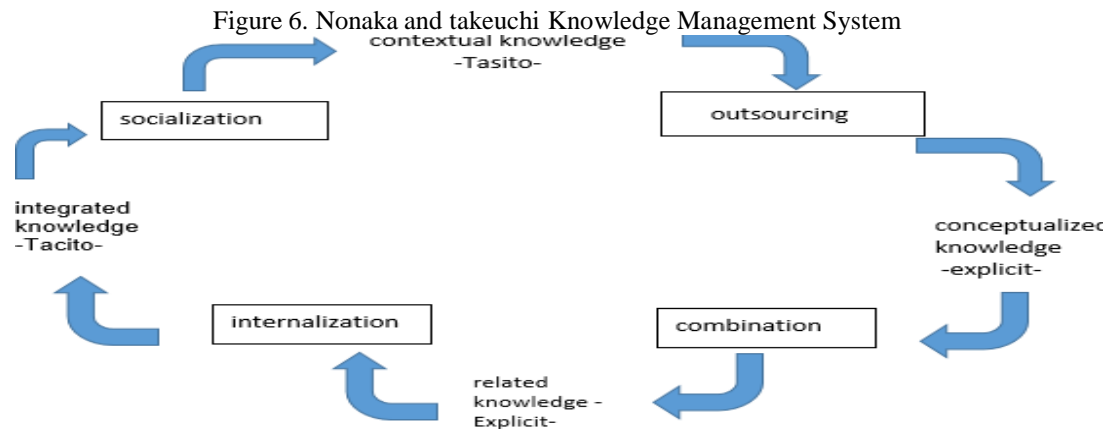 Figure 6. Nonaka and takeuchi Knowledge Management System
contextual knowledge
-Tasito-
socialization
outsourcing
integrated
knowledge
-Tacito-
conceptualized
knowledge
-explicit-
internalization
combination
related
knowledge -
Explicit-